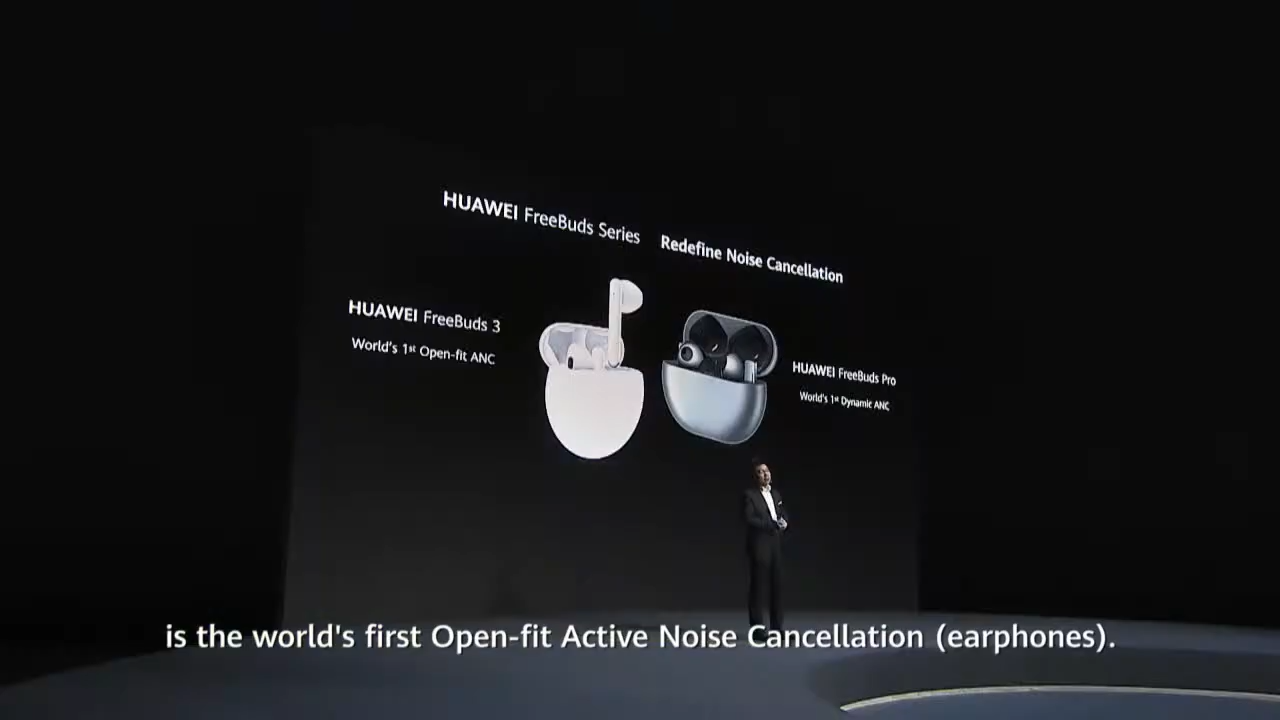 HUAWEI FreeBuds Series Redefine Noise Cancellation
HUAWEI FreeBuds 3
World's 1st Open-fit ANC
HUAWEI FreeBuds Pro
World's 1st Dynamic ANC
is the world's first Open-fit Active Noise Cancellation (earphones).